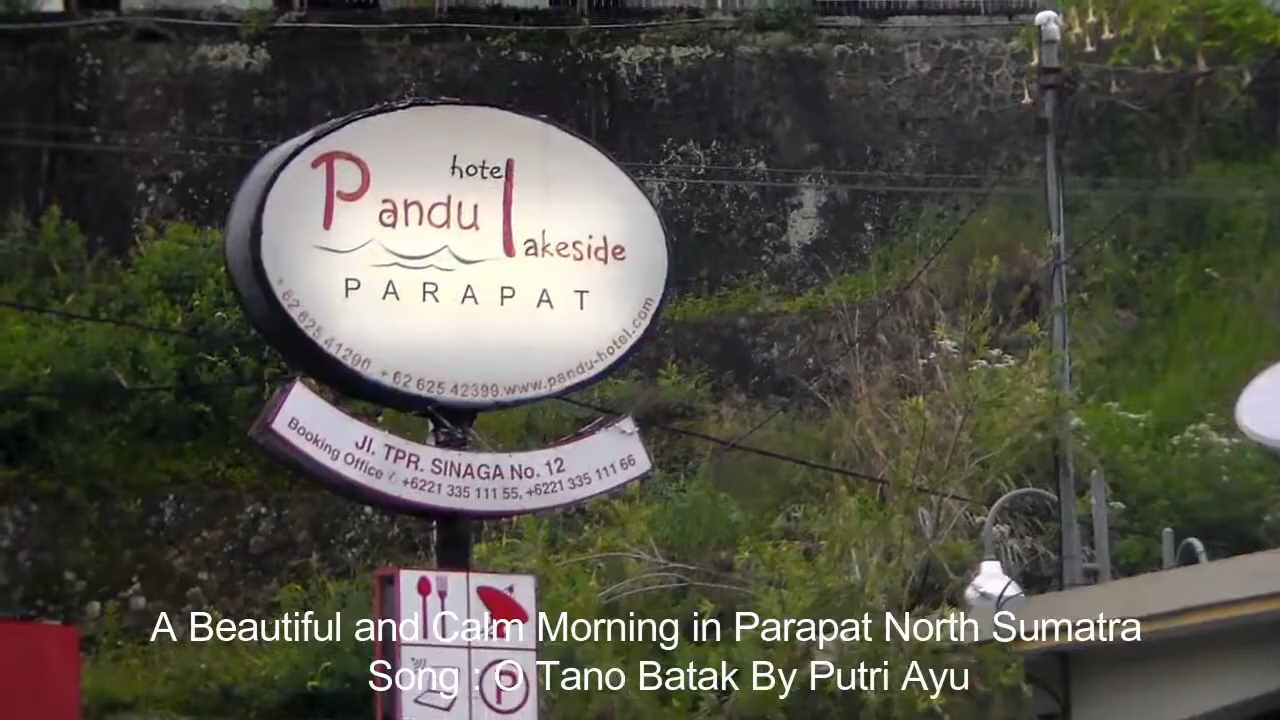 hotel
Pandu lakeside
PARAPAT
+62 625 41290 +62 625 42399 www.pandu-hotel.com
Jl. TPR. SINAGA No. 12
Booking Office +6221 335 111 55, +6221 335 111 66
P
A Beautiful and Calm Morning in Parapat North Sumatra
Song : O Tano Batak By Putri Ayu